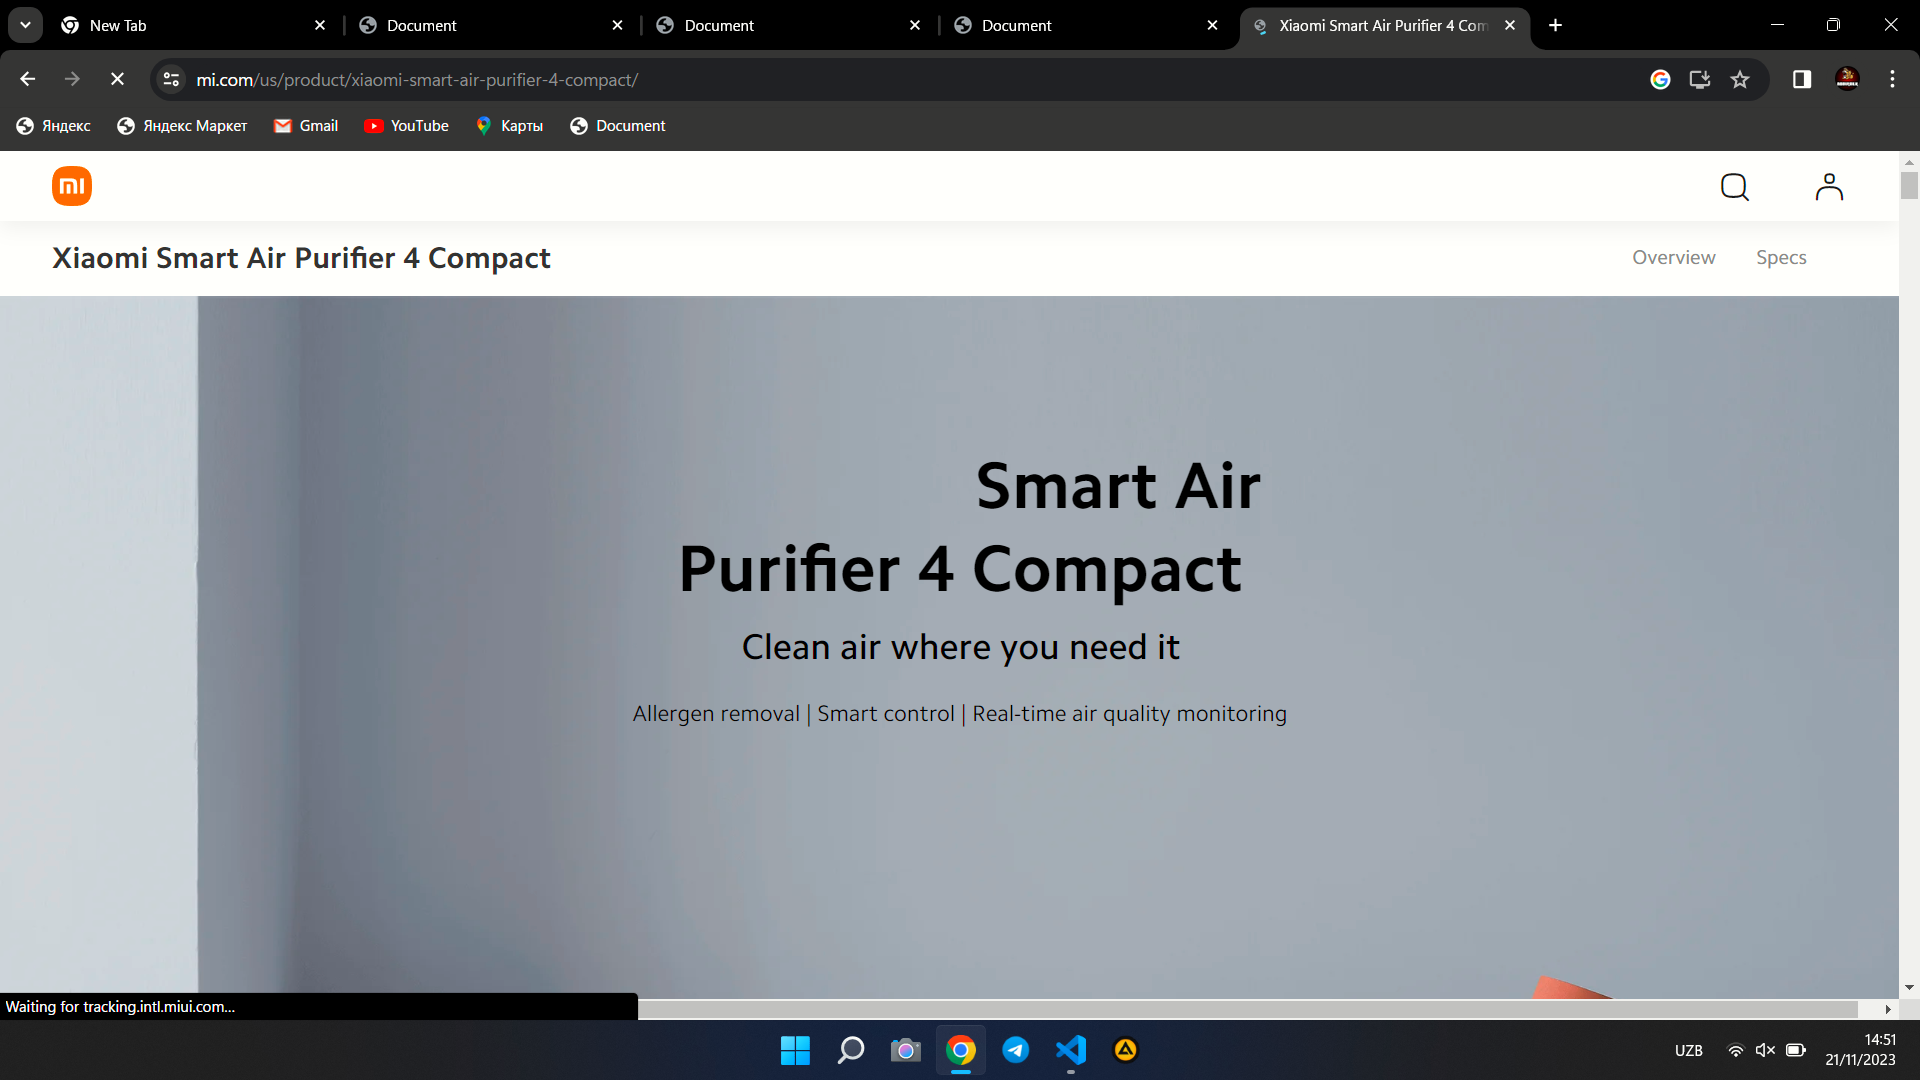 New Tab
Document
Document
Document
Xiaomi Smart Air Purifier 4 Com
mi.com/us/product/xiaomi-smart-air-purifier-4-compact/
Яндекс
Яндекс Маркет
Gmail
YouTube
Карты
Document
mi
Xiaomi Smart Air Purifier 4 Compact
Overview
Specs
Smart Air
Purifier 4 Compact
Clean air where you need it
Allergen removal | Smart control | Real-time air quality monitoring
Waiting for tracking.intl.miui.com...
UZB
14:51
21/11/2023